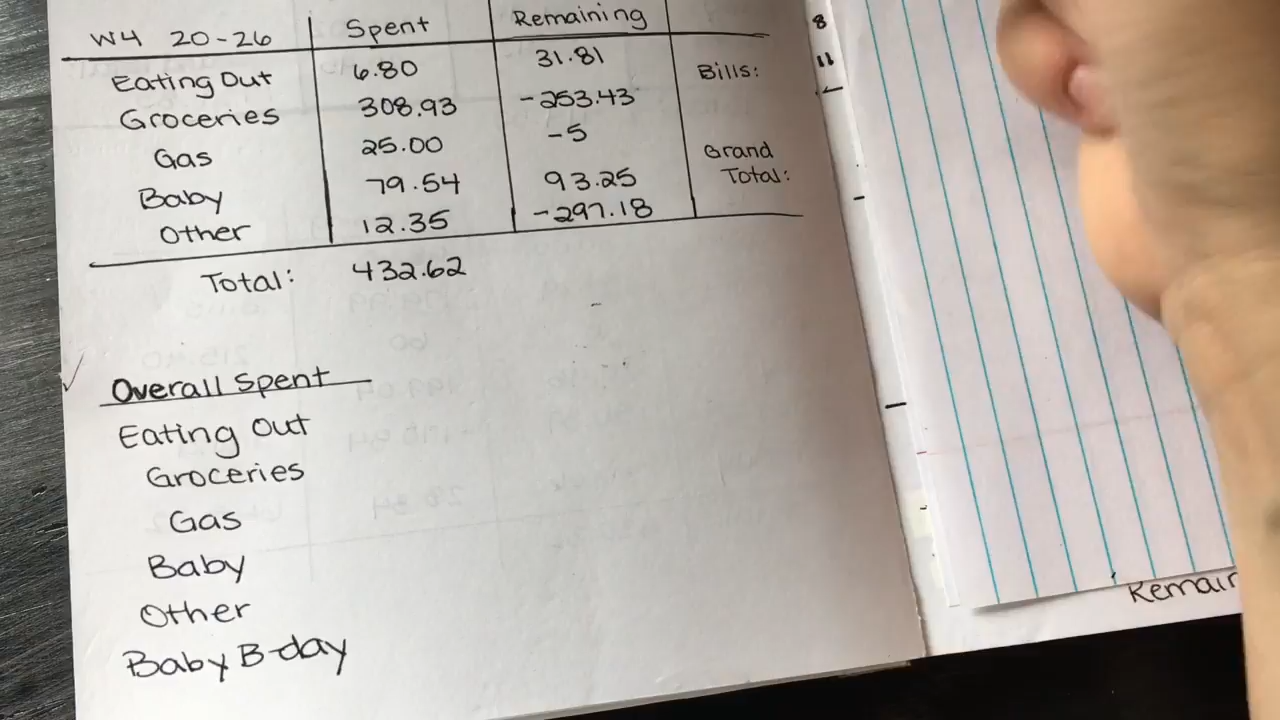 W4 20-26 Spent Remaining
Eating Out 6.80 31.81 Bills:
Groceries 308.93 -253.43
Gas 25.00 -5 Grand
Total:
Baby 79.54 93.25
Other 12.35 -297.18
Total: 432.62
Overall Spent
Eating Out
Groceries
Gas
Baby
Other
Baby B-day
8
11